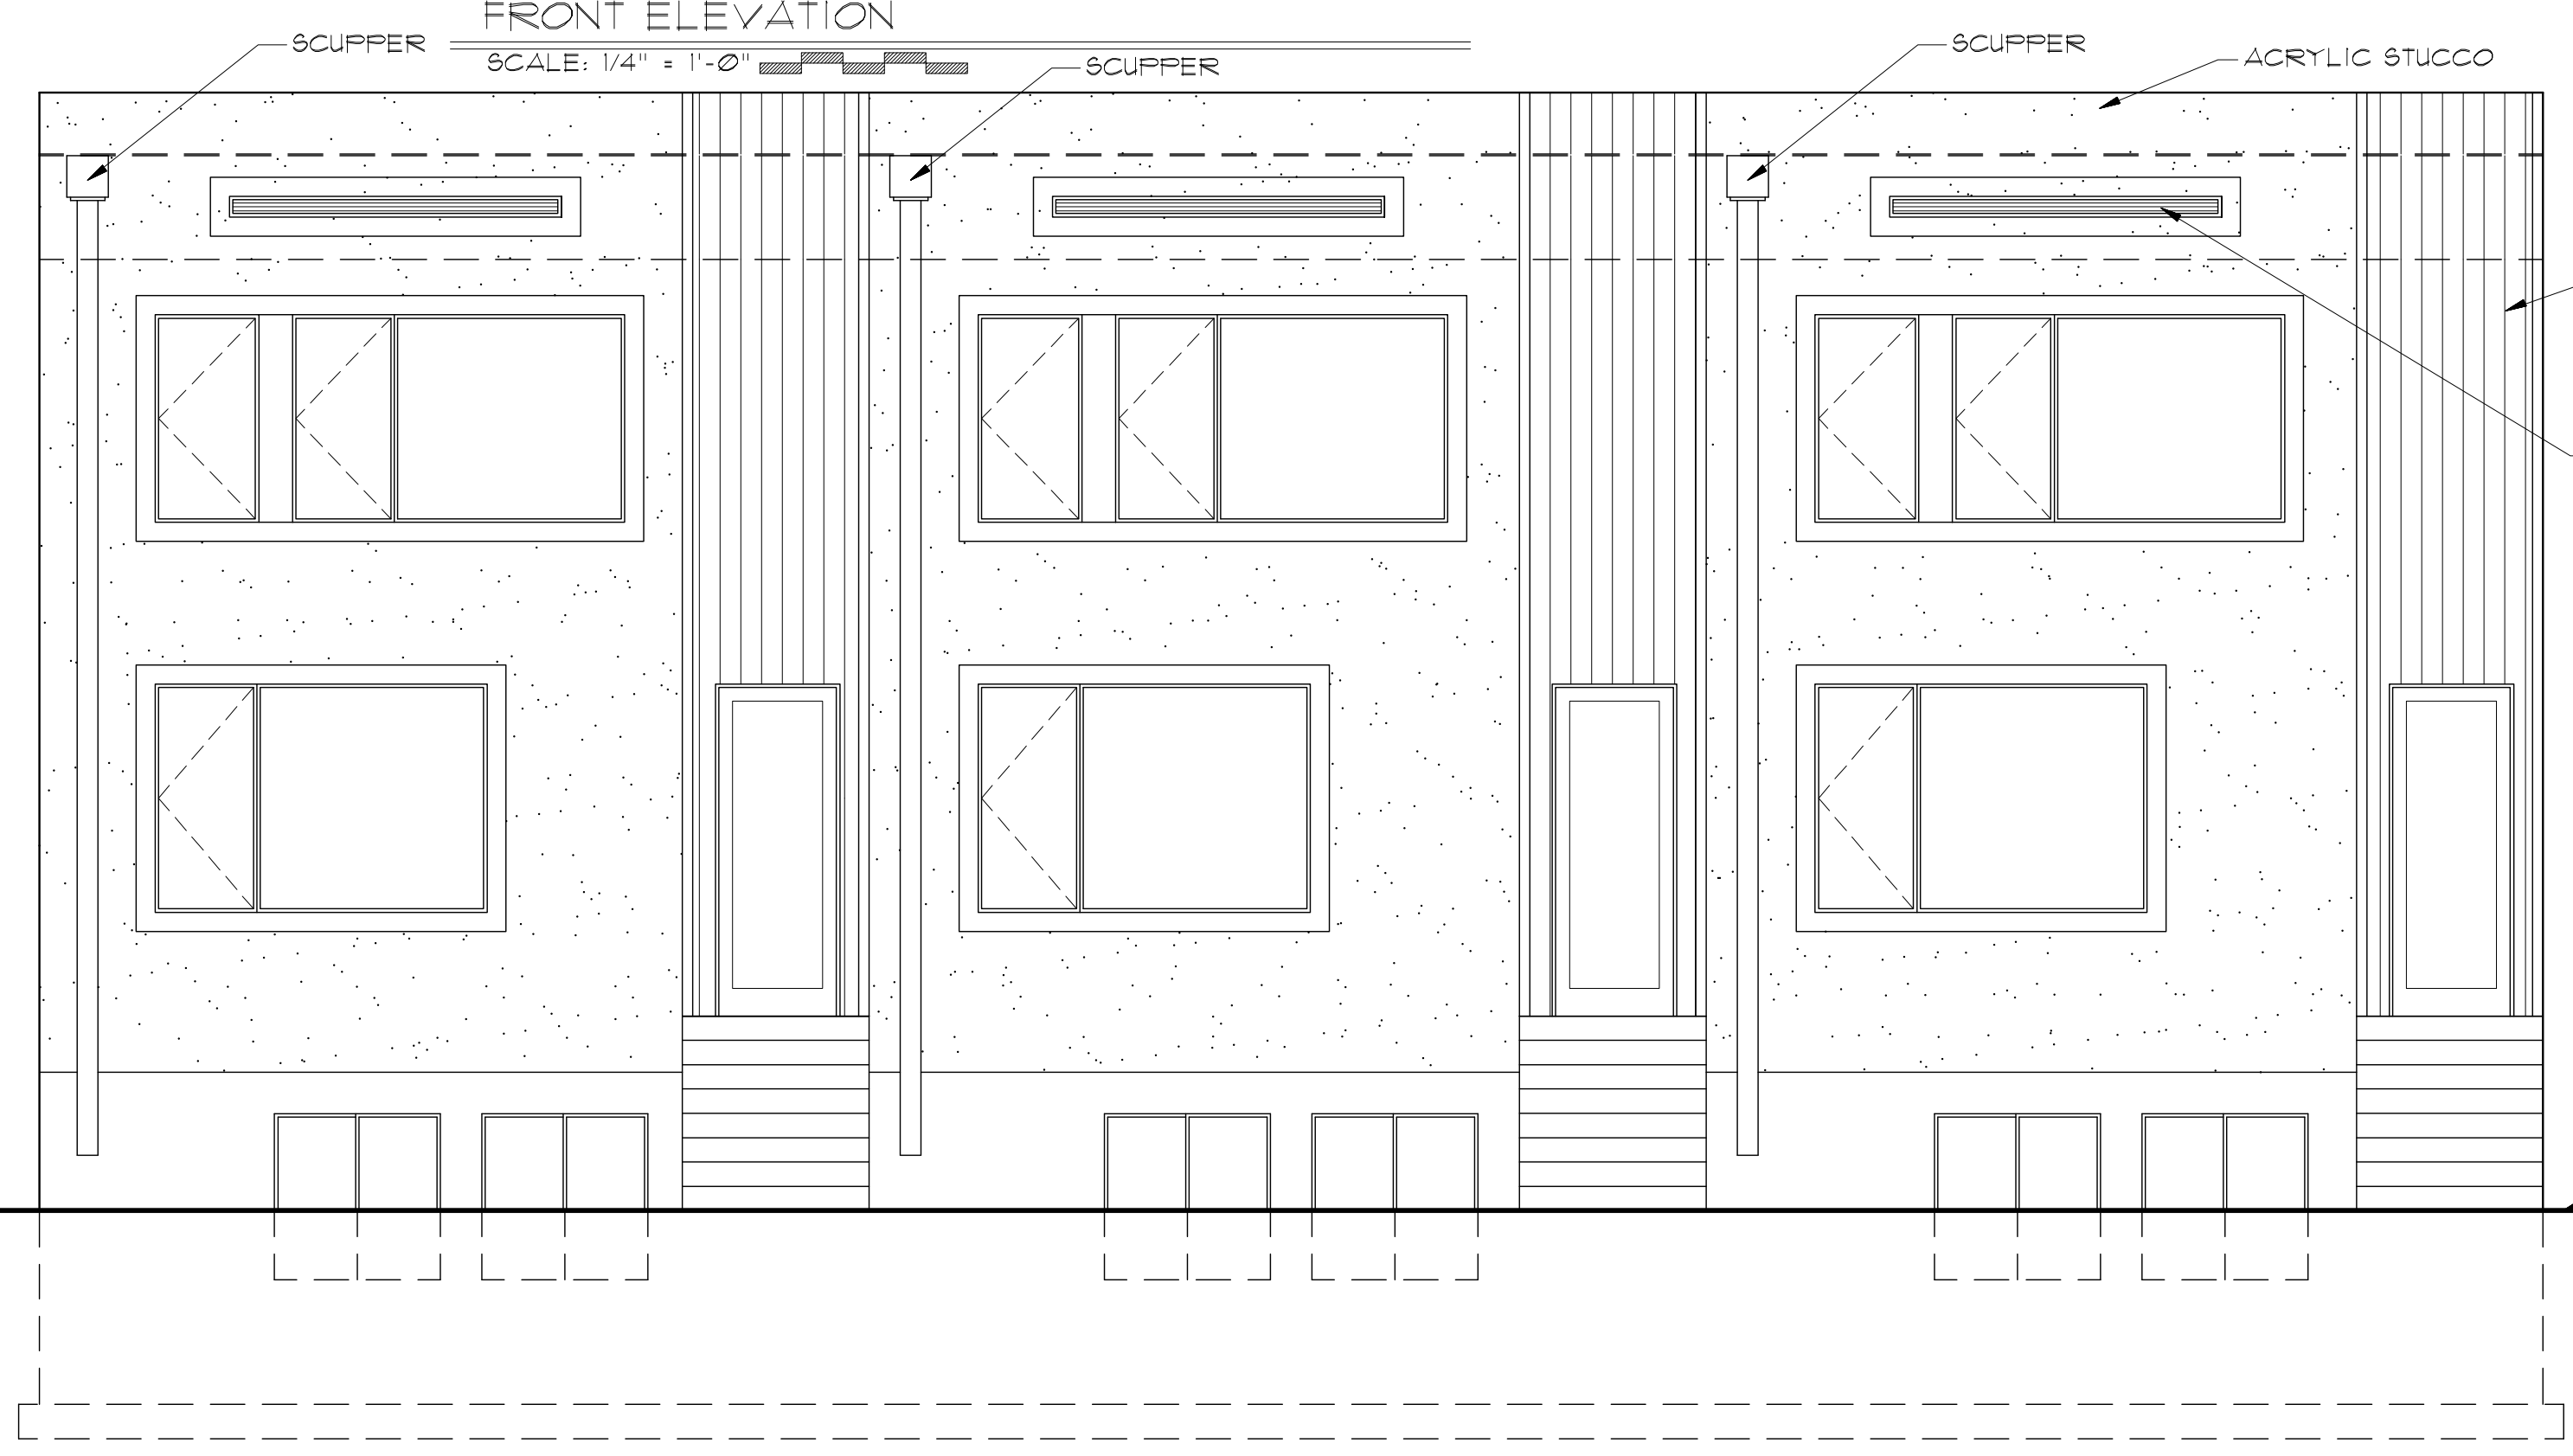 FRONT ELEVATION
SCALE: 1/4" = 1'-0"
SCUPPER
SCUPPER
SCUPPER
ACRYLIC STUCCO